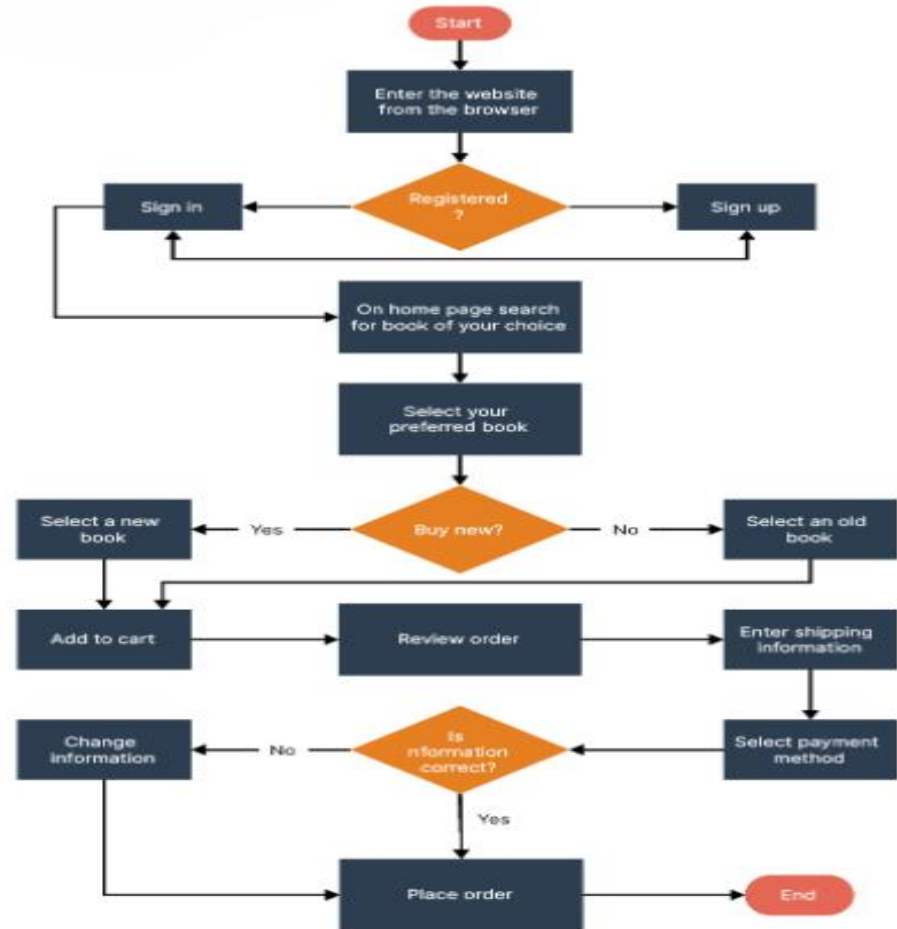 Start
Enter the website
from the browser
Registered
?
Sign in
Sign up
On home page search
for book of your choice
Select your
preferred book
Buy new?
Yes
No
Select a new
book
Select an old
book
Add to cart
Review order
Enter shipping
information
Select payment
method
Is
nformation
correct?
No
Change
Information
Yes
Place order
End